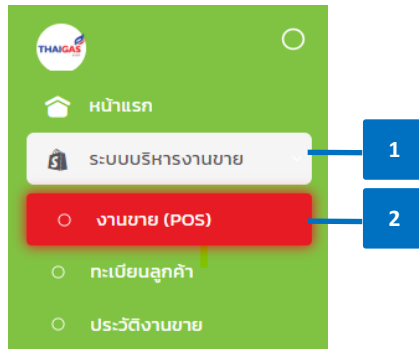 THAIGAS
หน้าแรก
ระบบบริหารงานขาย
1
งานขาย (POS)
2
ทะเบียนลูกค้า
ประวัติงานขาย